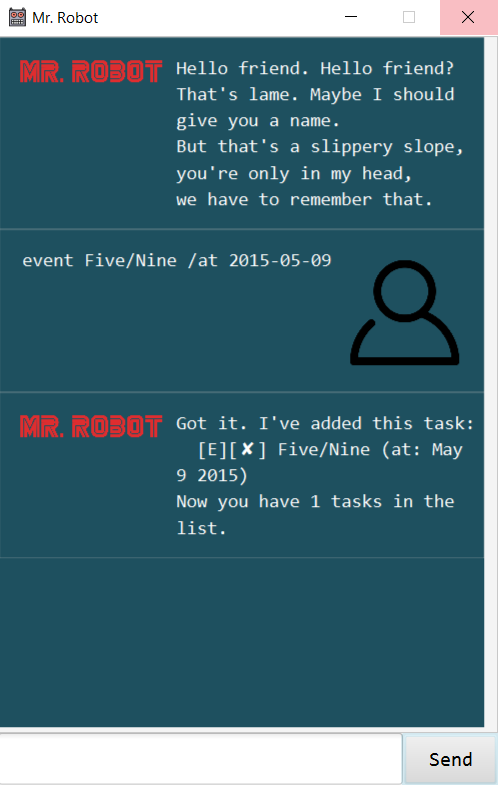 Mr. Robot
MR. ROBOT
Hello friend. Hello friend?
That's lame. Maybe I should
give you a name.
But that's a slippery slope,
you're only in my head,
we have to remember that.
event Five/Nine /at 2015-05-09
MR. ROBOT
Got it. I've added this task:
[E][✘] Five/Nine (at: May
9 2015)
Now you have 1 tasks in the
list.
Send